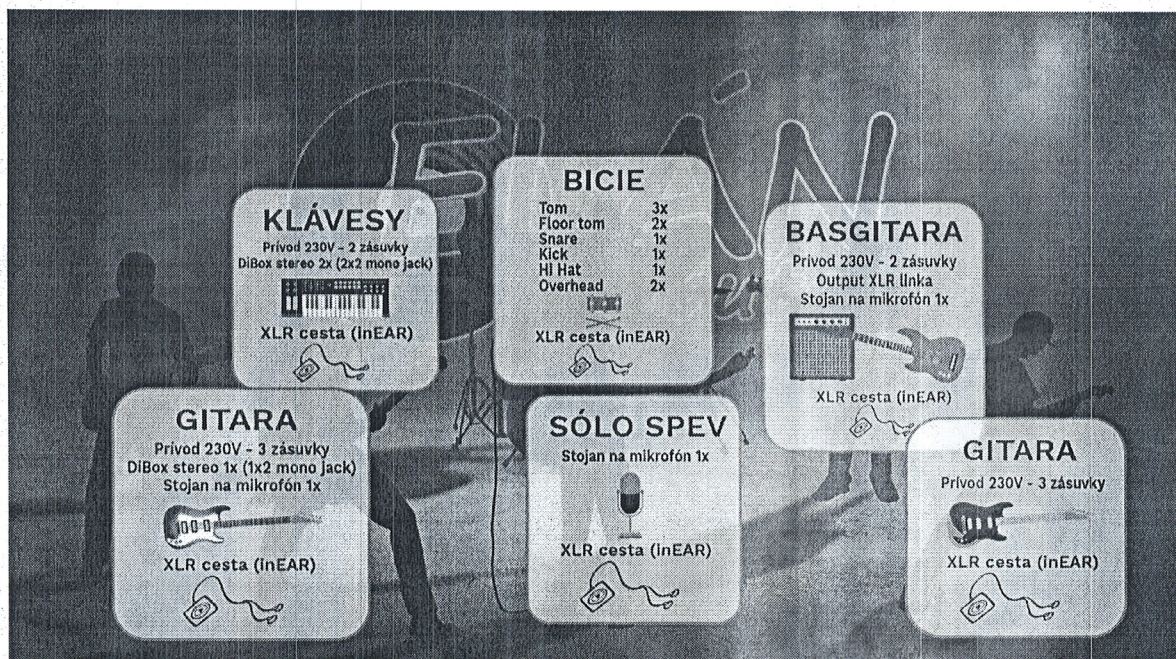 KLÁVESY
Prívod 230V - 2 zásuvky
DiBox stereo 2x (2x2 mono jack)
XLR cesta (inEAR)
BICIE
Tom 3x
Floor tom 2x
Snare 1x
Kick 1x
Hi Hat 1x
Overhead 2x
XLR cesta (inEAR)
BASGITARA
Prívod 230V - 2 zásuvky
Output XLR linka
Stojan na mikrofón 1x
XLR cesta (inEAR)
GITARA
Prívod 230V - 3 zásuvky
DiBox stereo 1x (1x2 mono jack)
Stojan na mikrofón 1x
XLR cesta (inEAR)
SÓLO SPEV
Stojan na mikrofón 1x
XLR cesta (inEAR)
GITARA
Prívod 230V - 3 zásuvky
XLR cesta (inEAR)